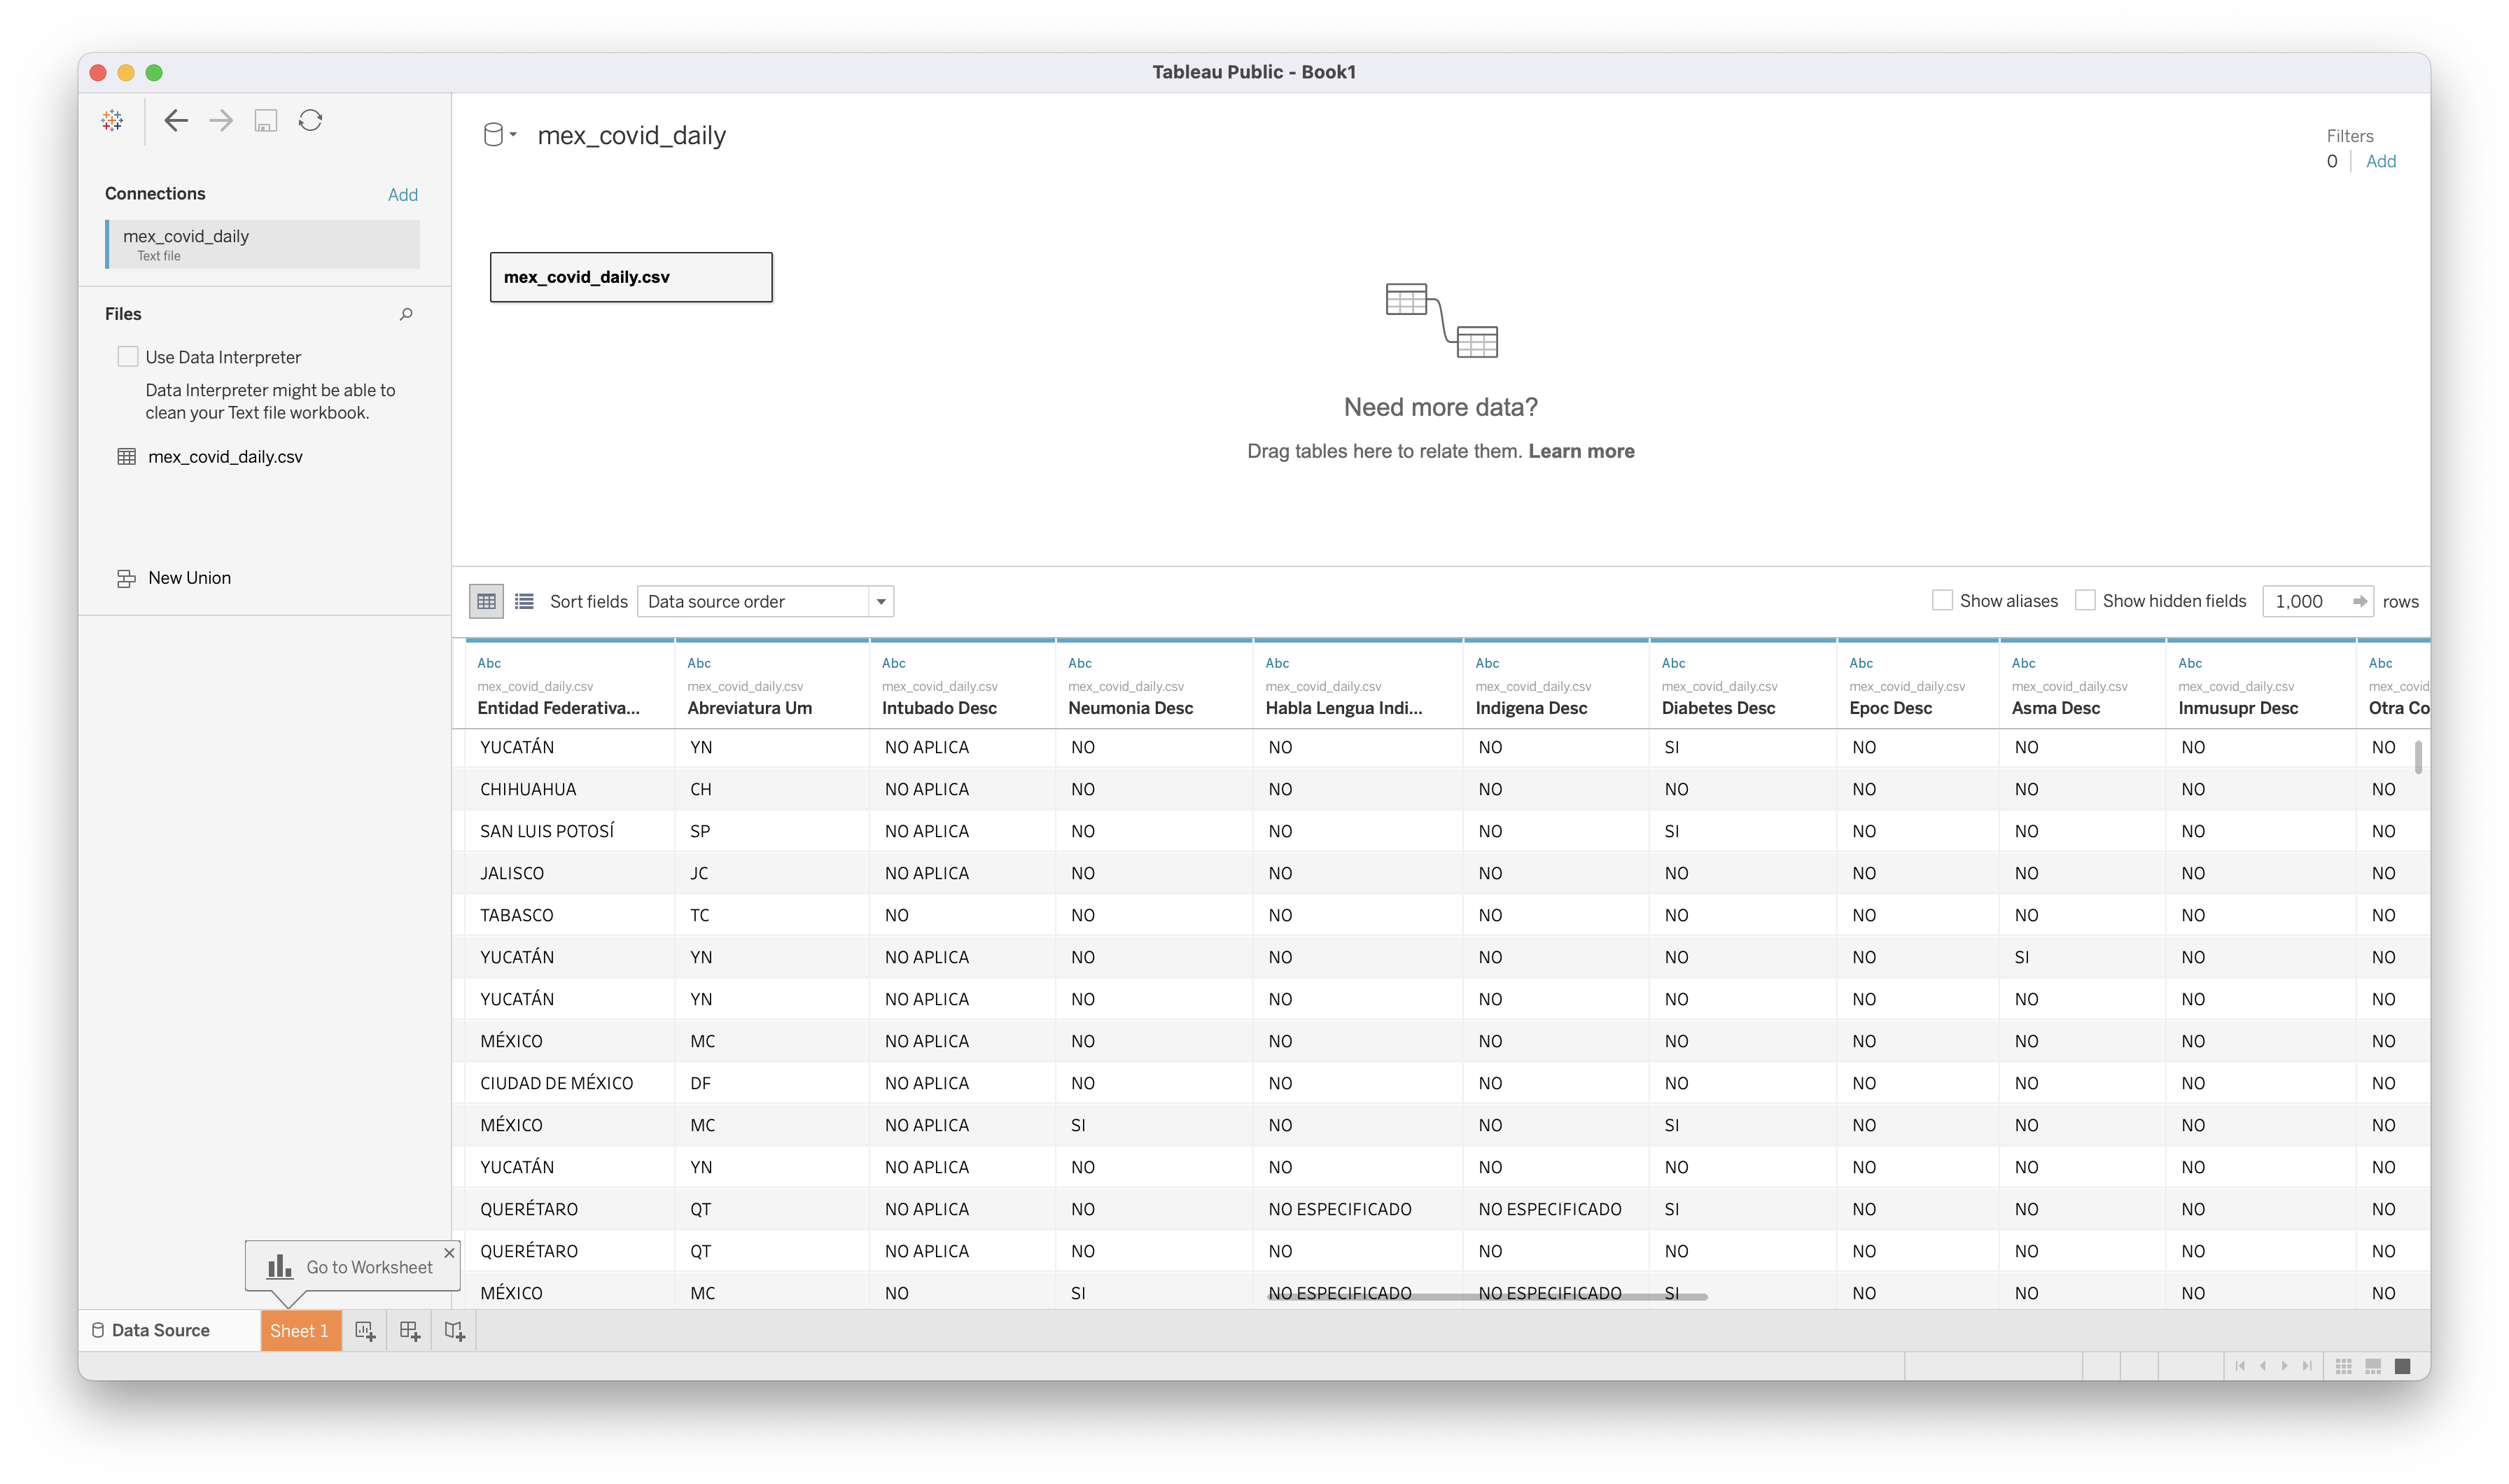 Tableau Public - Book1
Connections
Add
mex_covid_daily
Text file
Files
Use Data Interpreter
Data Interpreter might be able to
clean your Text file workbook.
mex_covid_daily.csv
New Union
mex_covid_daily
Filters
0 Add
mex_covid_daily.csv
Need more data?
Drag tables here to relate them. Learn more
Sort fields Data source order Show aliases Show hidden fields 1,000 rows
Abc Abc Abc Abc Abc Abc Abc Abc Abc Abc Abc
mex_covid_daily.csv mex_covid_daily.csv mex_covid_daily.csv mex_covid_daily.csv mex_covid_daily.csv mex_covid_daily.csv mex_covid_daily.csv mex_covid_daily.csv mex_covid_daily.csv mex_covid_daily.csv mex_covid
Entidad Federativa... Abreviatura Um Intubado Desc Neumonia Desc Habla Lengua Indi... Indigena Desc Diabetes Desc Epoc Desc Asma Desc Inmusupr Desc Otra Co
YUCATÁN YN NO APLICA NO NO NO SI NO NO NO NO
CHIHUAHUA CH NO APLICA NO NO NO NO NO NO NO NO
SAN LUIS POTOSÍ SP NO APLICA NO NO NO SI NO NO NO NO
JALISCO JC NO APLICA NO NO NO NO NO NO NO NO
TABASCO TC NO NO NO NO NO NO NO NO NO
YUCATÁN YN NO APLICA NO NO NO NO NO SI NO NO
YUCATÁN YN NO APLICA NO NO NO NO NO NO NO NO
MÉXICO MC NO APLICA NO NO NO NO NO NO NO NO
CIUDAD DE MÉXICO DF NO APLICA NO NO NO NO NO NO NO NO
MÉXICO MC NO APLICA SI NO NO SI NO NO NO NO
YUCATÁN YN NO APLICA NO NO NO NO NO NO NO NO
QUERÉTARO QT NO APLICA NO NO ESPECIFICADO NO ESPECIFICADO SI NO NO NO NO
QUERÉTARO QT NO APLICA NO NO NO NO NO NO NO NO
MÉXICO MC NO SI NO ESPECIFICADO NO ESPECIFICADO SI NO NO NO NO
Go to Worksheet
Data Source Sheet 1